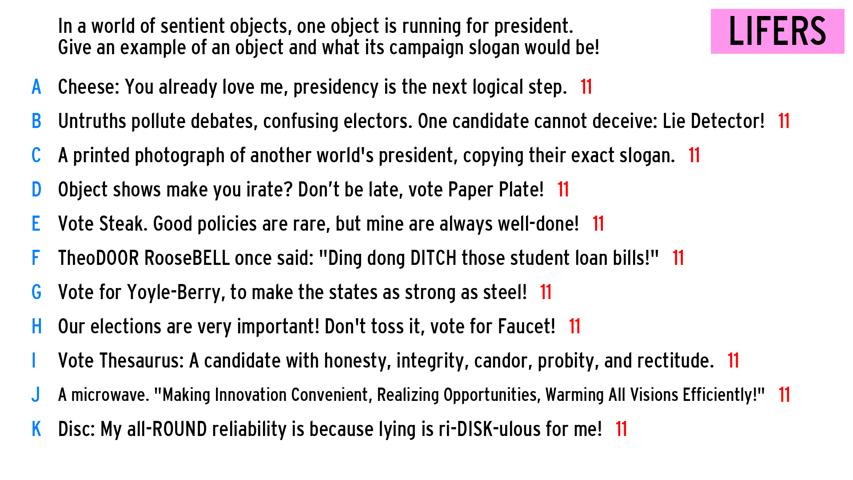 In a world of sentient objects, one object is running for president.
Give an example of an object and what its campaign slogan would be!
LIFERS
A Cheese: You already love me, presidency is the next logical step. 11
B Untruths pollute debates, confusing electors. One candidate cannot deceive: Lie Detector! 11
C A printed photograph of another world's president, copying their exact slogan. 11
D Object shows make you irate? Don’t be late, vote Paper Plate! 11
E Vote Steak. Good policies are rare, but mine are always well-done! 11
F TheoDOOR RooseBELL once said: "Ding dong DITCH those student loan bills!" 11
G Vote for Yoyle-Berry, to make the states as strong as steel! 11
H Our elections are very important! Don't toss it, vote for Faucet! 11
I Vote Thesaurus: A candidate with honesty, integrity, candor, probity, and rectitude. 11
J A microwave. "Making Innovation Convenient, Realizing Opportunities, Warming All Visions Efficiently!" 11
K Disc: My all-ROUND reliability is because lying is ri-DISK-ulous for me! 11